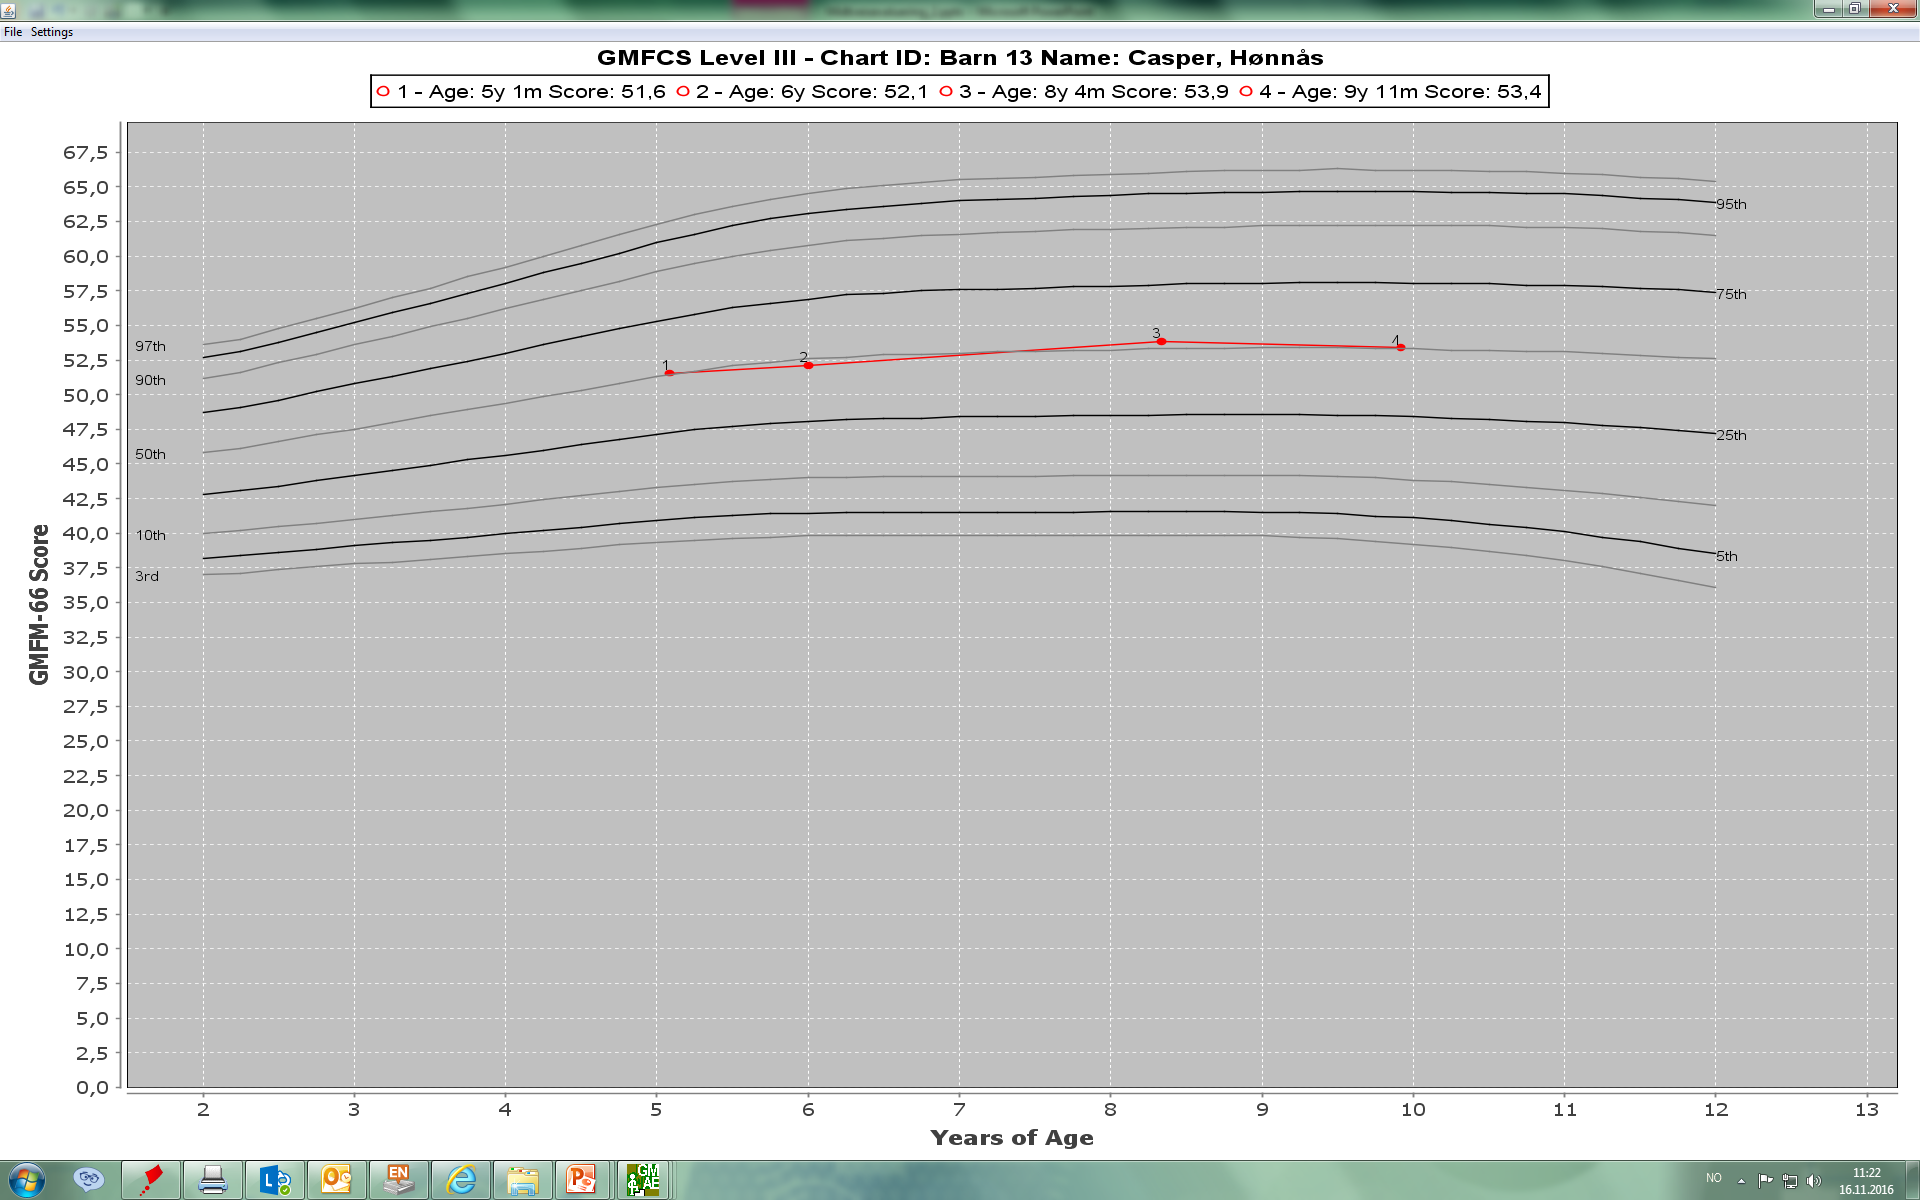 File Settings
GMFCS Level III - Chart ID: Barn 13 Name: Casper, Hønnås
1 - Age: 5y 1m Score: 51,6 2 - Age: 6y Score: 52,1 3 - Age: 8y 4m Score: 53,9 4 - Age: 9y 11m Score: 53,4
GMFM-66 Score
67,5
65,0
62,5
60,0
57,5
55,0
52,5
50,0
47,5
45,0
42,5
40,0
37,5
35,0
32,5
30,0
27,5
25,0
22,5
20,0
17,5
15,0
12,5
10,0
7,5
5,0
2,5
0,0
97th
90th
50th
10th
3rd
1
2
3
4
95th
75th
25th
5th
2 3 4 5 6 7 8 9 10 11 12 13
Years of Age
EN
GM
AE
NO
11:22
16.11.2016